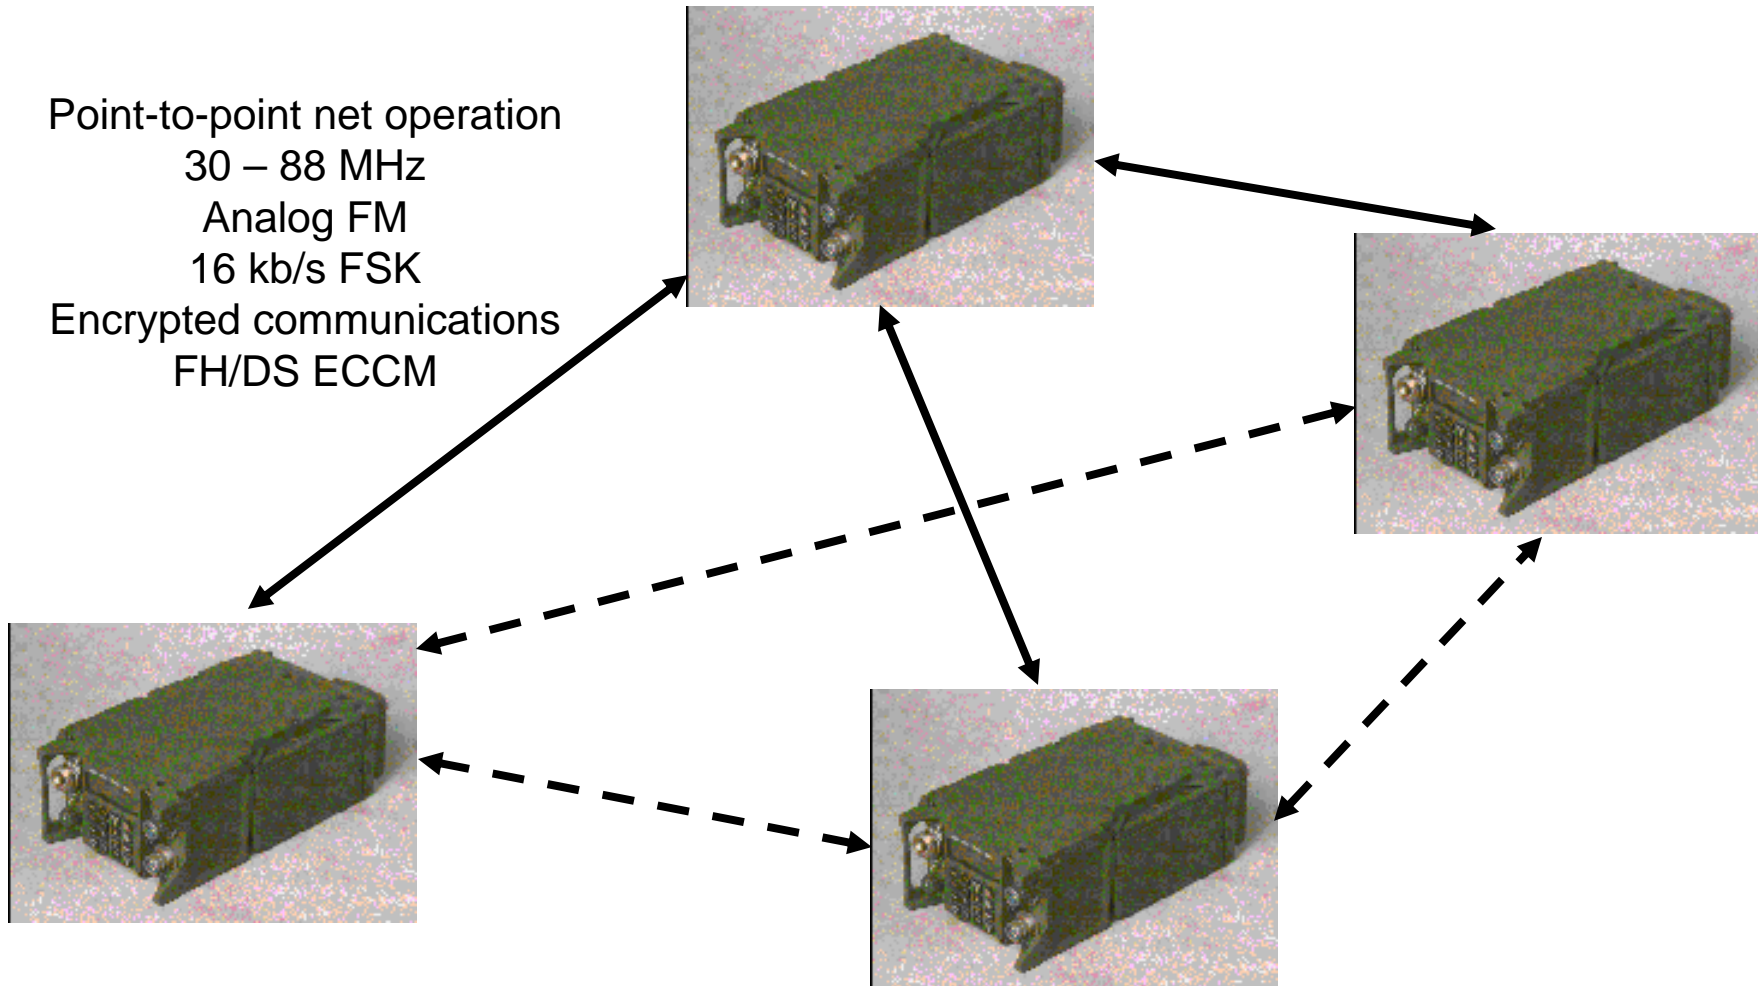 Point-to-point net operation
30 – 88 MHz
Analog FM
16 kb/s FSK
Encrypted communications
FH/DS ECCM